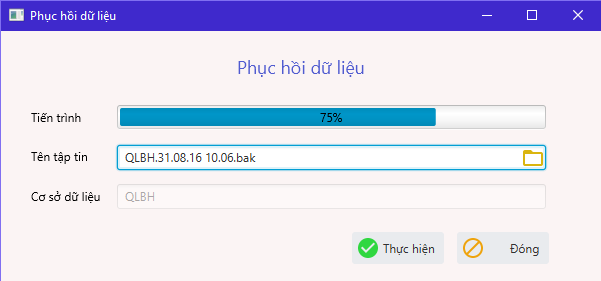 Phục hồi dữ liệu
Phục hồi dữ liệu
Tiến trình
75%
Tên tập tin
QLBH.31.08.16 10.06.bak
Cơ sở dữ liệu
QLBH
Thực hiện
Đóng